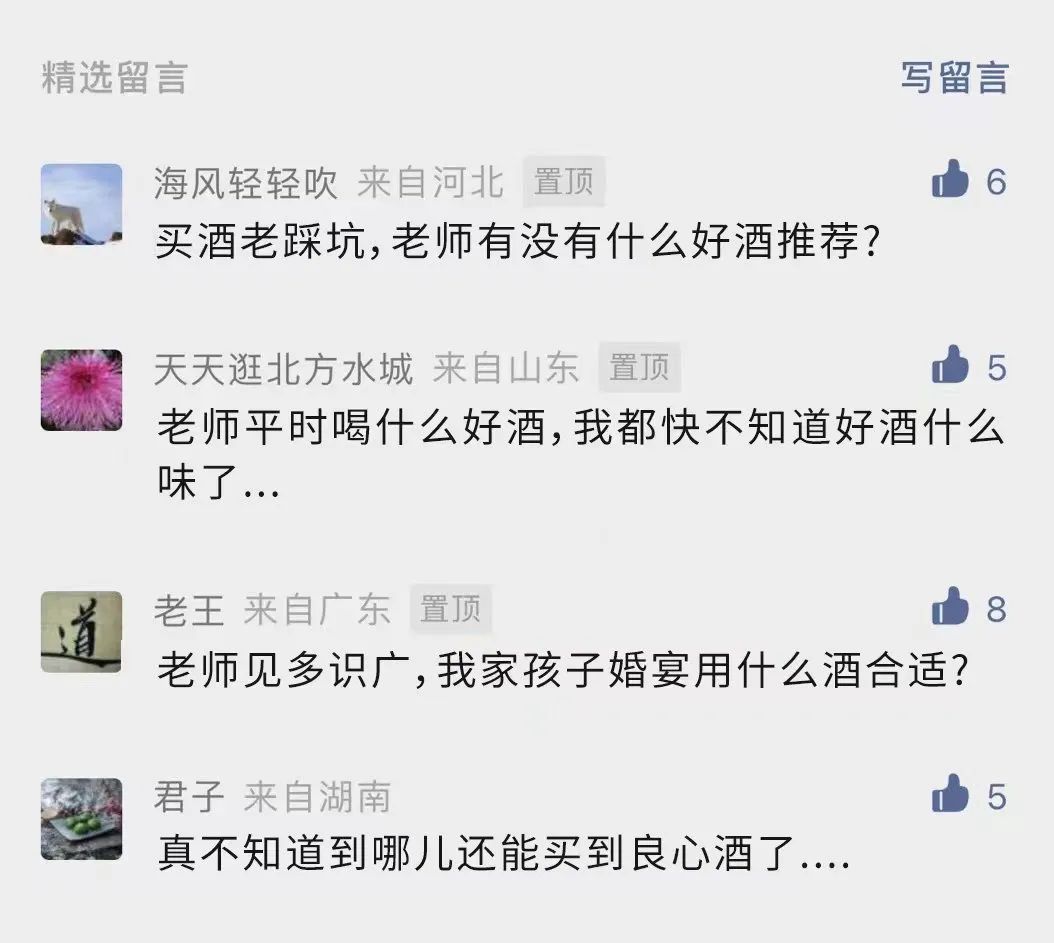 精选留言 写留言
海风轻轻吹 来自河北 置顶 6
买酒老踩坑,老师有没有什么好酒推荐?
天天逛北方水城 来自山东 置顶 5
老师平时喝什么好酒,我都快不知道好酒什么
味了...
老王 来自广东 置顶 8
老师见多识广,我家孩子婚宴用什么酒合适?
君子 来自湖南 5
真不知道到哪儿还能买到良心酒了....
道